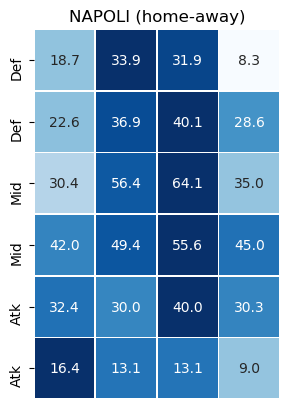 NAPOLI (home-away)
Def 18.7 33.9 31.9 8.3
Def 22.6 36.9 40.1 28.6
Mid 30.4 56.4 64.1 35.0
Mid 42.0 49.4 55.6 45.0
Atk 32.4 30.0 40.0 30.3
Atk 16.4 13.1 13.1 9.0